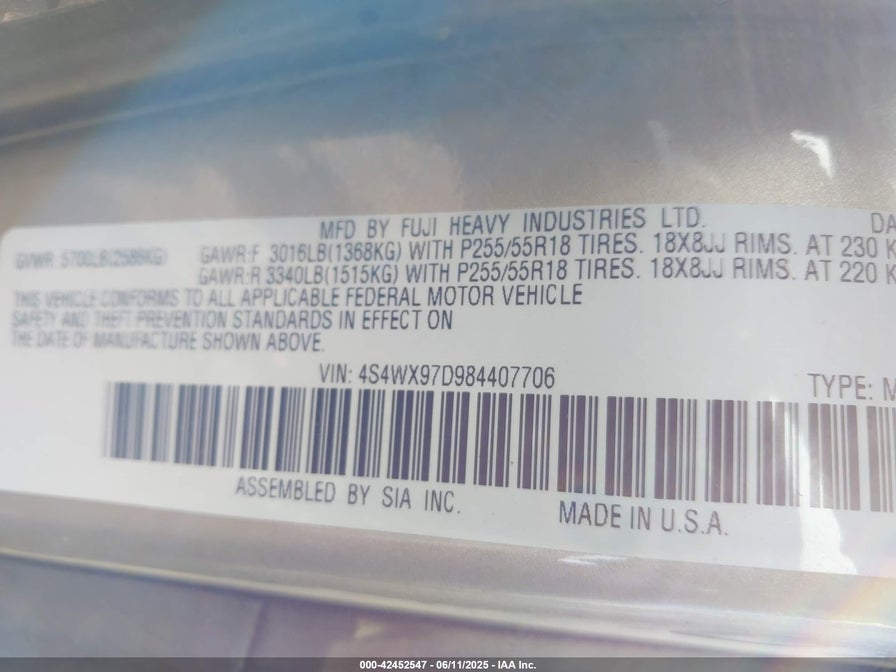 MFD BY FUJI HEAVY INDUSTRIES LTD. DA
GVWR 5700LB(2586KG) GAWR:F 3016LB(1368KG) WITH P255/55R18 TIRES. 18X8JJ RIMS. AT 230 K
GAWR:R 3340LB(1515KG) WITH P255/55R18 TIRES. 18X8JJ RIMS. AT 220 K
THIS VEHICLE CONFORMS TO ALL APPLICABLE FEDERAL MOTOR VEHICLE
SAFETY AND THEFT PREVENTION STANDARDS IN EFFECT ON
THE DATE OF MANUFACTURE SHOWN ABOVE.
VIN: 4S4WX97D984407706 TYPE: M
ASSEMBLED BY SIA INC. MADE IN U.S.A.
000-42452547 - 06/11/2025 - IAA Inc.